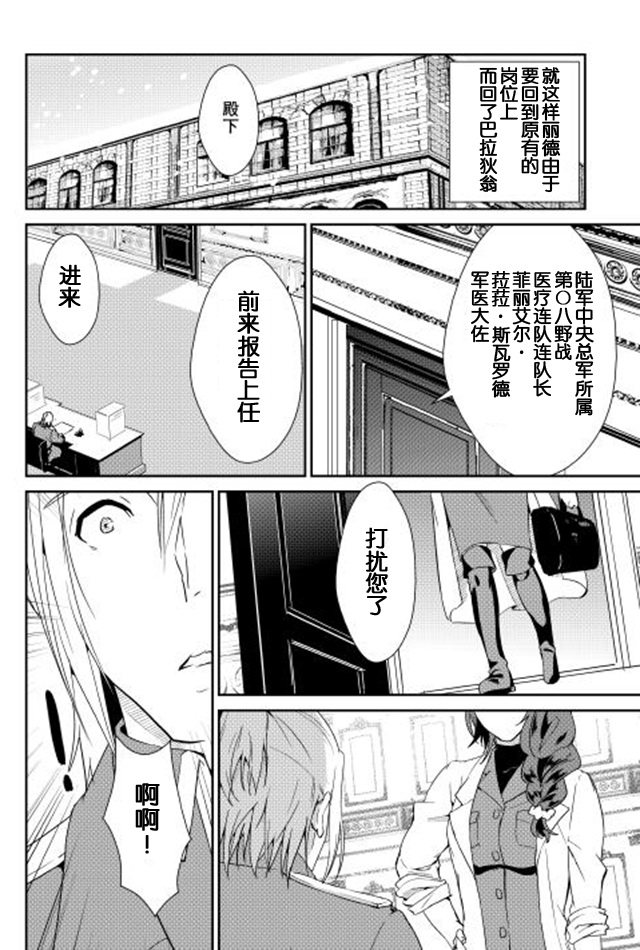 就这样丽德由于
要回到原有的
岗位上
而回了巴拉狄翁
殿下
陆军中央总军所属
第〇八野战
医疗连队连队长
菲丽艾尔·
菈菈·斯瓦罗德
军医大佐
前来报告上任
进来
打扰您了
！
啊啊！